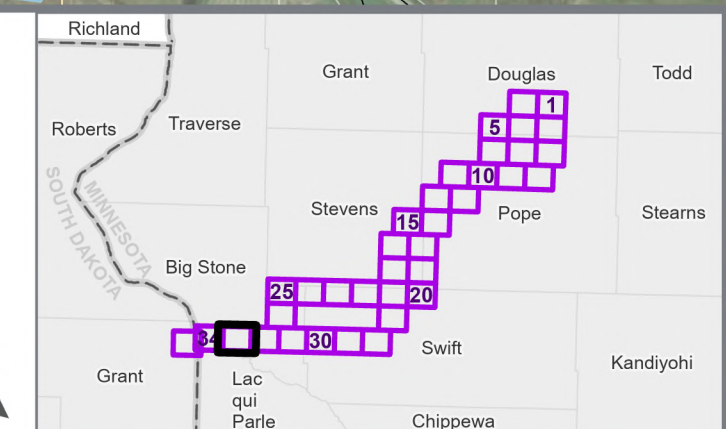 Richland
Grant
Douglas
Todd
1
Roberts
Traverse
5
SOUTH DAKOTA
MINNESOTA
10
Stevens
15
Pope
Stearns
Big Stone
25
20
34
30
Swift
Kandiyohi
Grant
Lac
qui
Parle
Chippewa